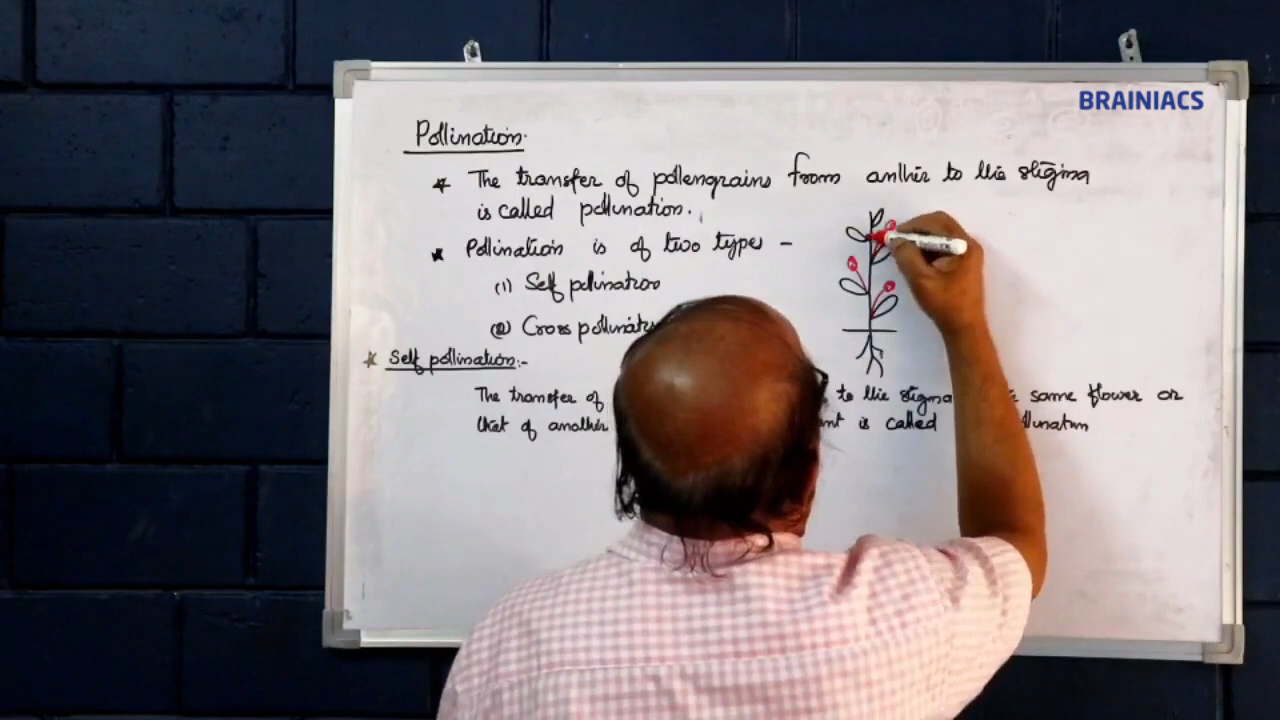 BRAINIACS
Pollination.
* The transfer of pollengrains from anther to the stigma
is called pollination.
* Pollination is of two types -
(1) Self pollination
(2) Cross
* Self pollination:-
The transfer of to the stigma same flower or
that of another is called